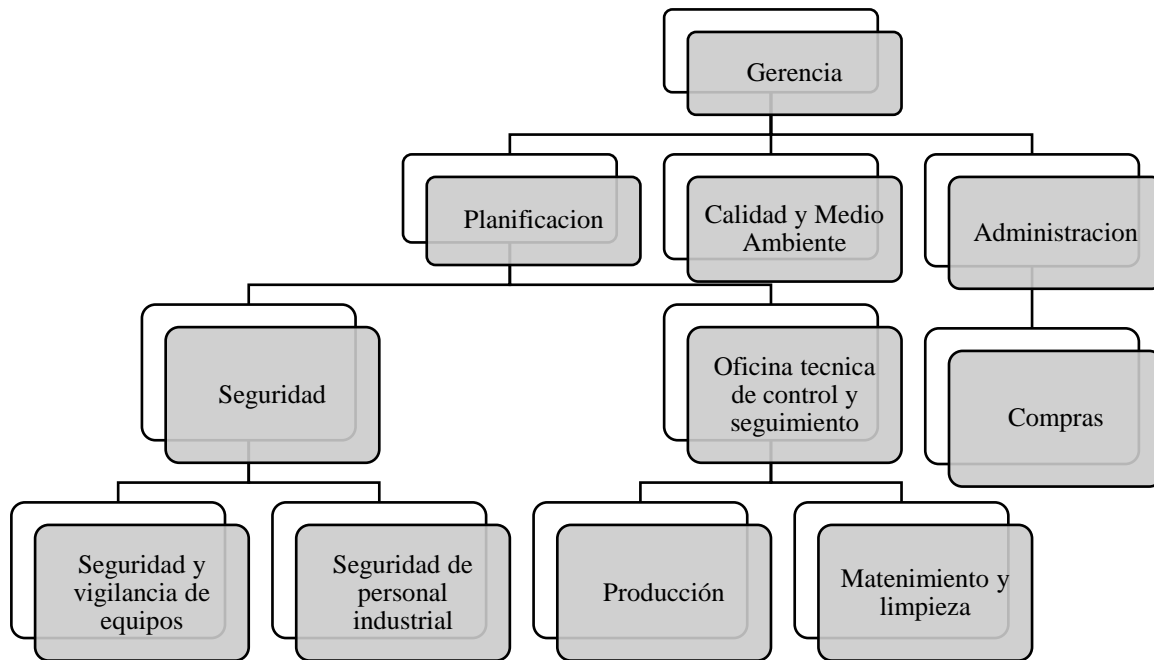 Gerencia
Planificacion
Calidad y Medio
Ambiente
Administracion
Seguridad
Oficina tecnica
de control y
seguimiento
Compras
Seguridad y
vigilancia de
equipos
Seguridad de
personal
industrial
Producción
Matenimiento y
limpieza